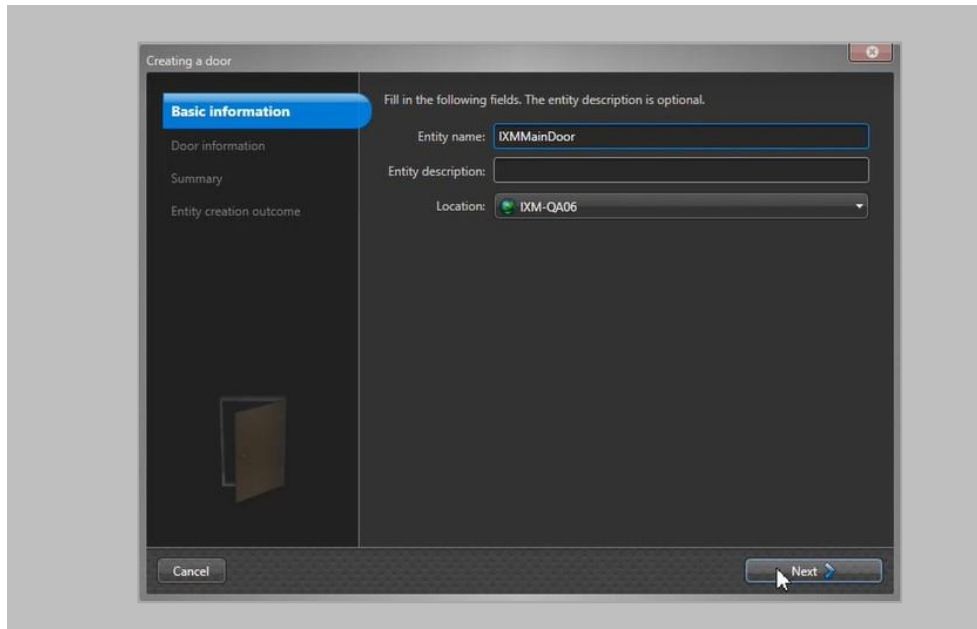 Creating a door
Basic information
Door information
Summary
Entity creation outcome
Fill in the following fields. The entity description is optional.
Entity name: IXMMainDoor
Entity description:
Location: IXM-QA06
Cancel
Next